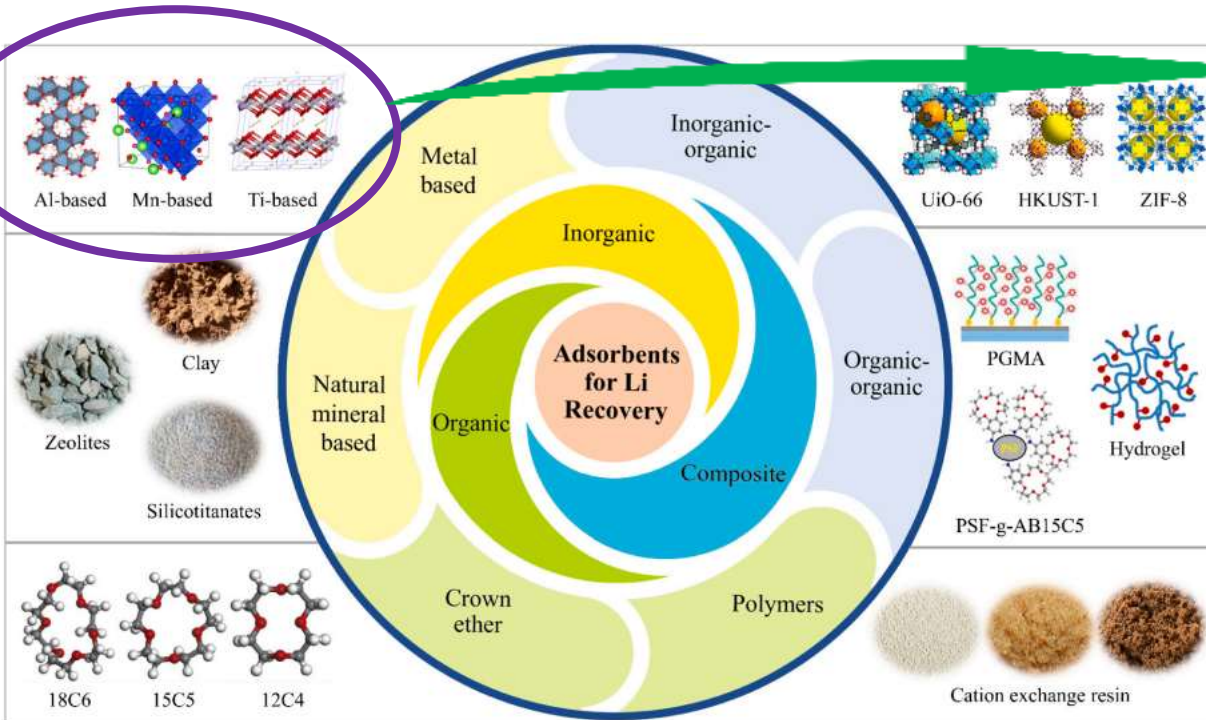 Al-based
Mn-based
Ti-based
Metal
based
Inorganic-
organic
UiO-66
HKUST-1
ZIF-8
Inorganic
Clay
Zeolites
Silicotitanates
Natural
mineral
based
Organic
Adsorbents
for Li
Recovery
Composite
Organic-
organic
PGMA
Hydrogel
PSF
PSF-g-AB15C5
18C6
15C5
12C4
Crown
ether
Polymers
Cation exchange resin